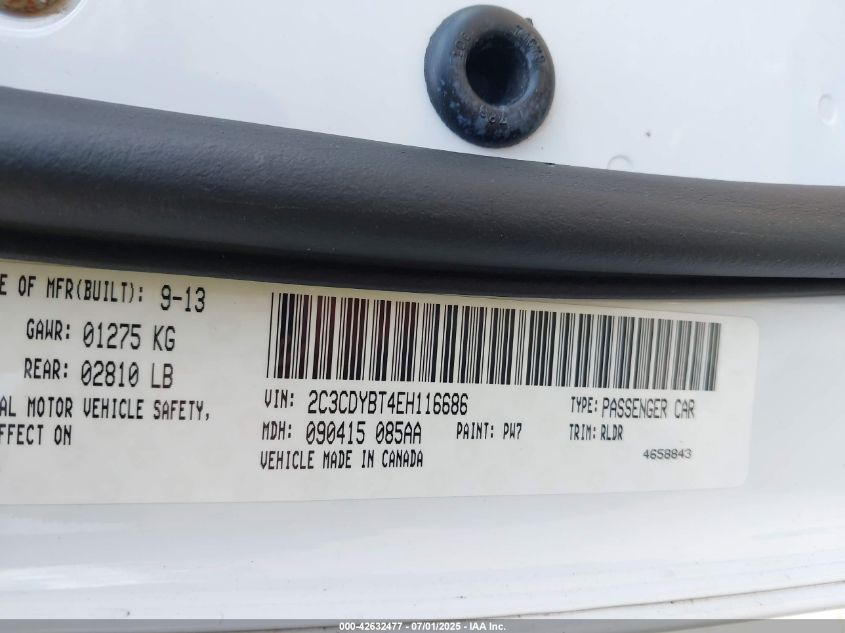 E OF MFR(BUILT): 9-13
GAWR: 01275 KG
REAR: 02810 LB
AL MOTOR VEHICLE SAFETY,
FFECT ON
VIN: 2C3CDYBT4EH116686
TYPE: PASSENGER CAR
MDH: 090415 085AA
PAINT: PW7
TRIM: RLDR
VEHICLE MADE IN CANADA
4658843
000-42632477 - 07/01/2025 - IAA Inc.